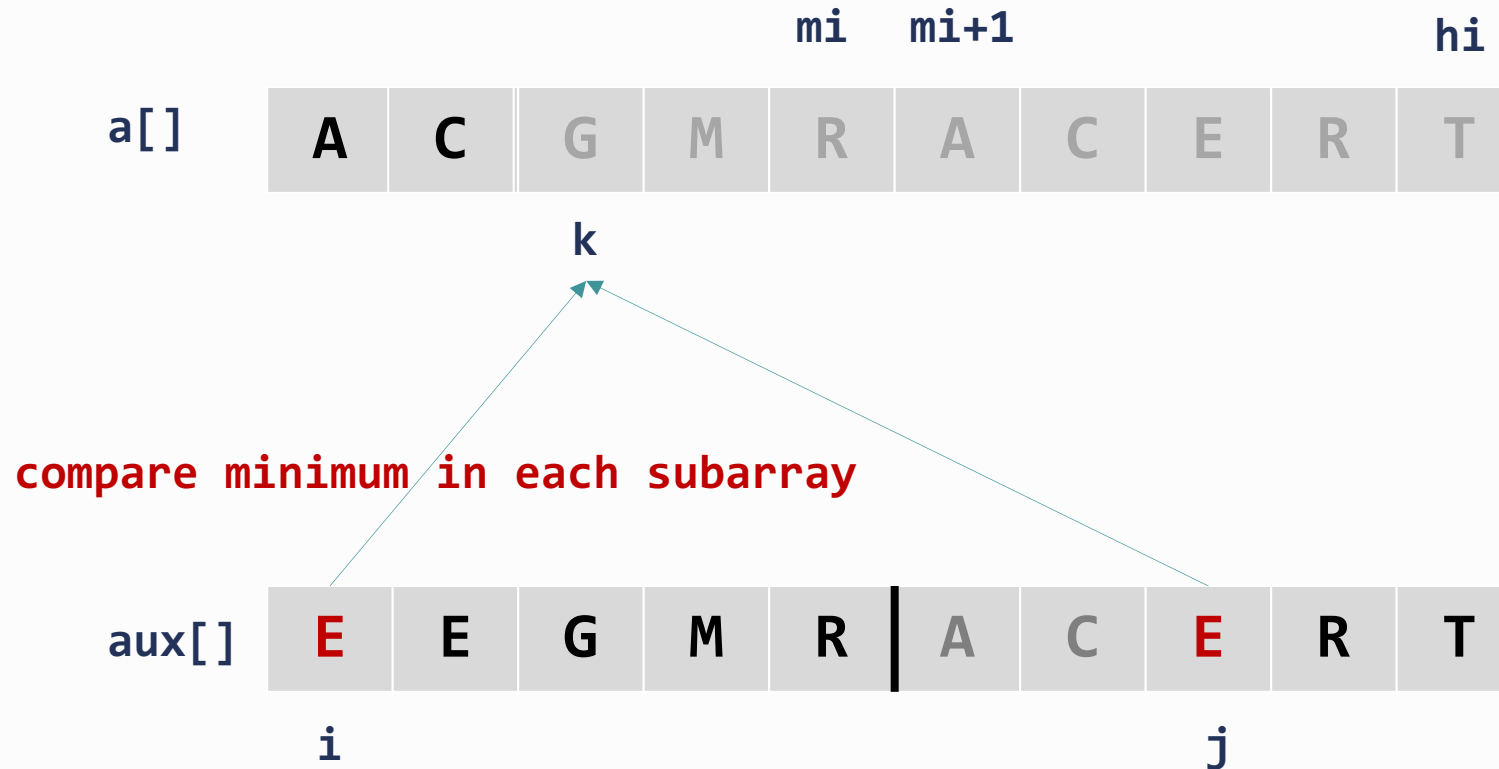 mi mi+1 hi
a[] A C G M R A C E R T
k
compare minimum in each subarray
aux[] E E G M R A C E R T
i j